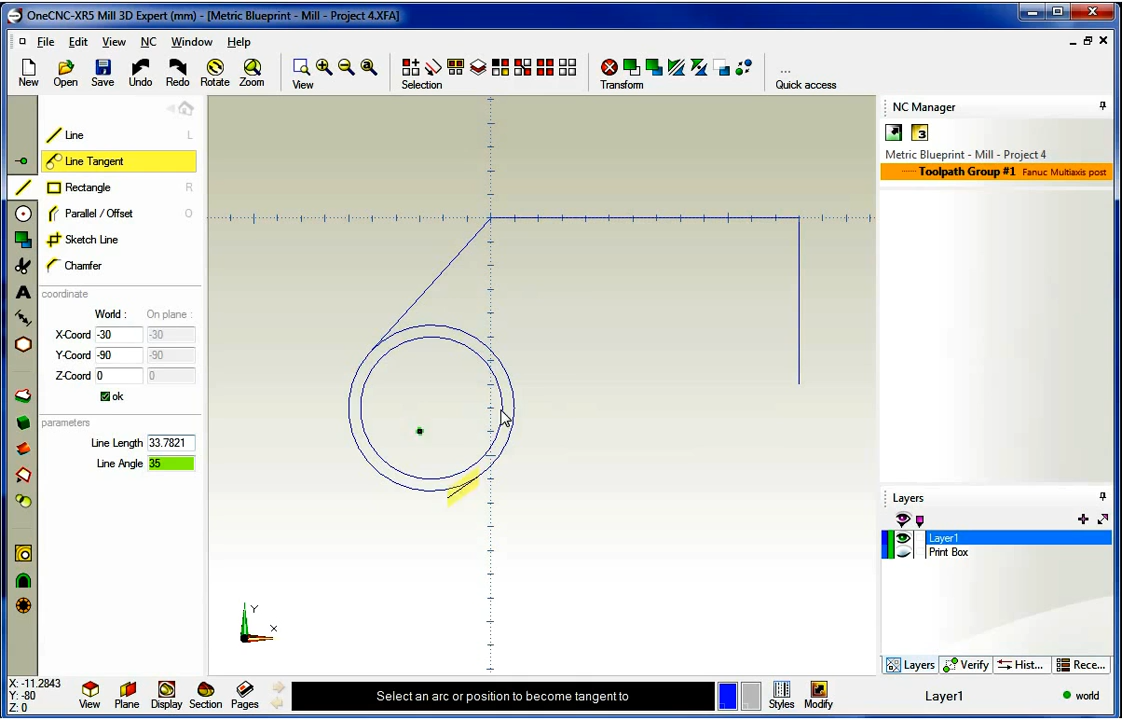 OneCNC-XR5 Mill 3D Expert (mm) - [Metric Blueprint - Mill - Project 4.XFA]
File Edit View NC Window Help
New Open Save Undo Redo Rotate Zoom View Selection Transform Quick access
Line L
Line Tangent
Rectangle R
Parallel / Offset O
Sketch Line
Chamfer
coordinate
World : On plane :
X-Coord -30 -30
Y-Coord -90 -90
Z-Coord 0 0
ok
parameters
Line Length 33.7821
Line Angle 35
Y
X
NC Manager
3
Metric Blueprint - Mill - Project 4
Toolpath Group #1 Fanuc Multiaxis post
Layers
Layer1
Print Box
Layers Verify Hist... Rece...
X: -11.2843
Y: -80
Z: 0
View Plane Display Section Pages
Select an arc or position to become tangent to
Styles Modify
Layer1
world